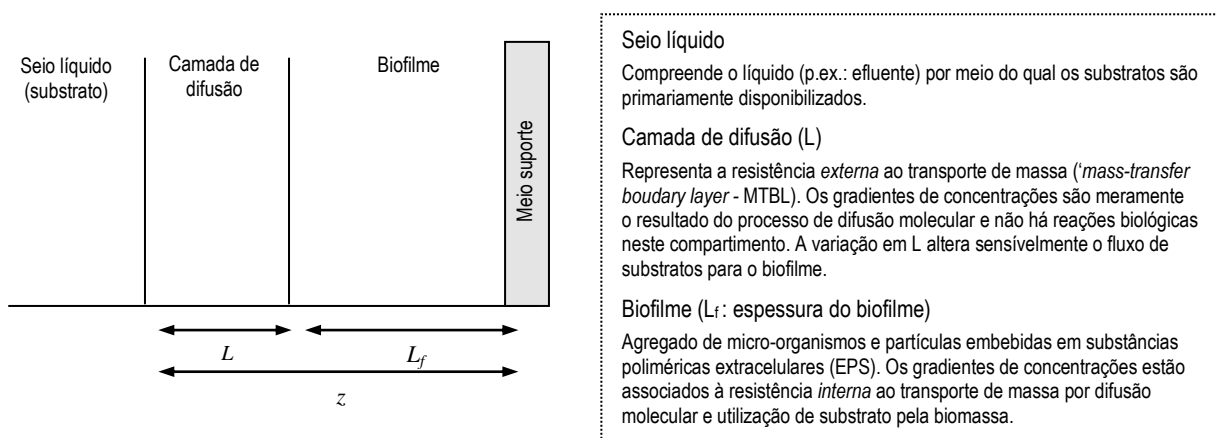 Seio líquido
(substrato)
Camada de
difusão
Biofilme
Meio suporte
L
Lf
z
Seio líquido
Compreende o líquido (p.ex.: efluente) por meio do qual os substratos são
primariamente disponibilizados.
Camada de difusão (L)
Representa a resistência externa ao transporte de massa (‘mass-transfer
boudary layer - MTBL). Os gradientes de concentrações são meramente
o resultado do processo de difusão molecular e não há reações biológicas
neste compartimento. A variação em L altera sensívelmente o fluxo de
substratos para o biofilme.
Biofilme (Lf : espessura do biofilme)
Agregado de micro-organismos e partículas embebidas em substâncias
poliméricas extracelulares (EPS). Os gradientes de concentrações estão
associados à resistência interna ao transporte de massa por difusão
molecular e utilização de substrato pela biomassa.